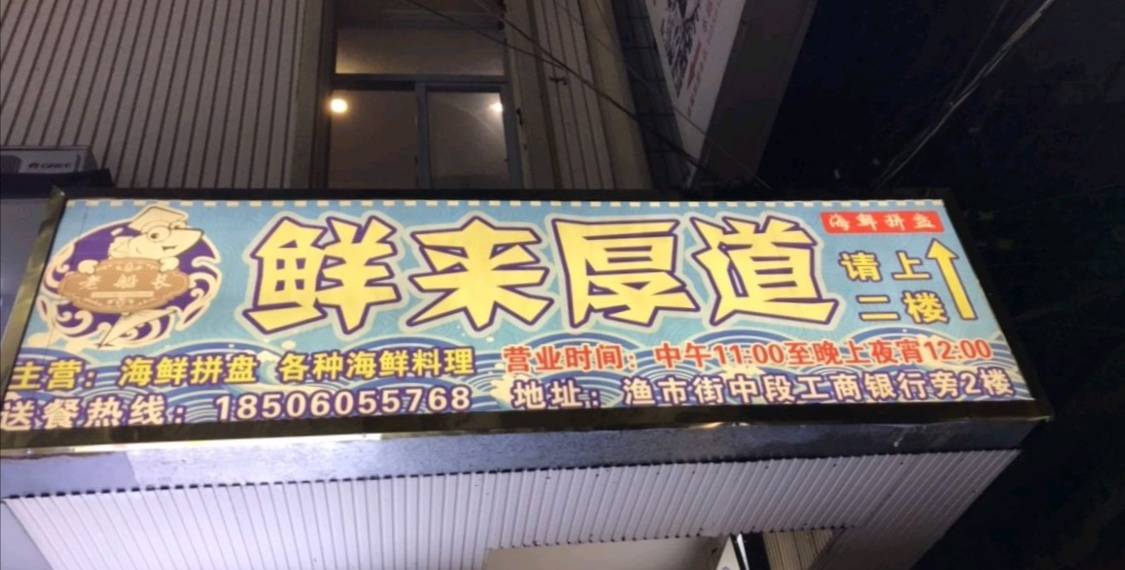 鲜来厚道
海鲜拼盘
请上
二楼
老船长
主营：海鲜拼盘 各种海鲜料理
营业时间：中午11:00至晚上夜宵12:00
送餐热线：18506055768
地址：渔市街中段工商银行旁2楼